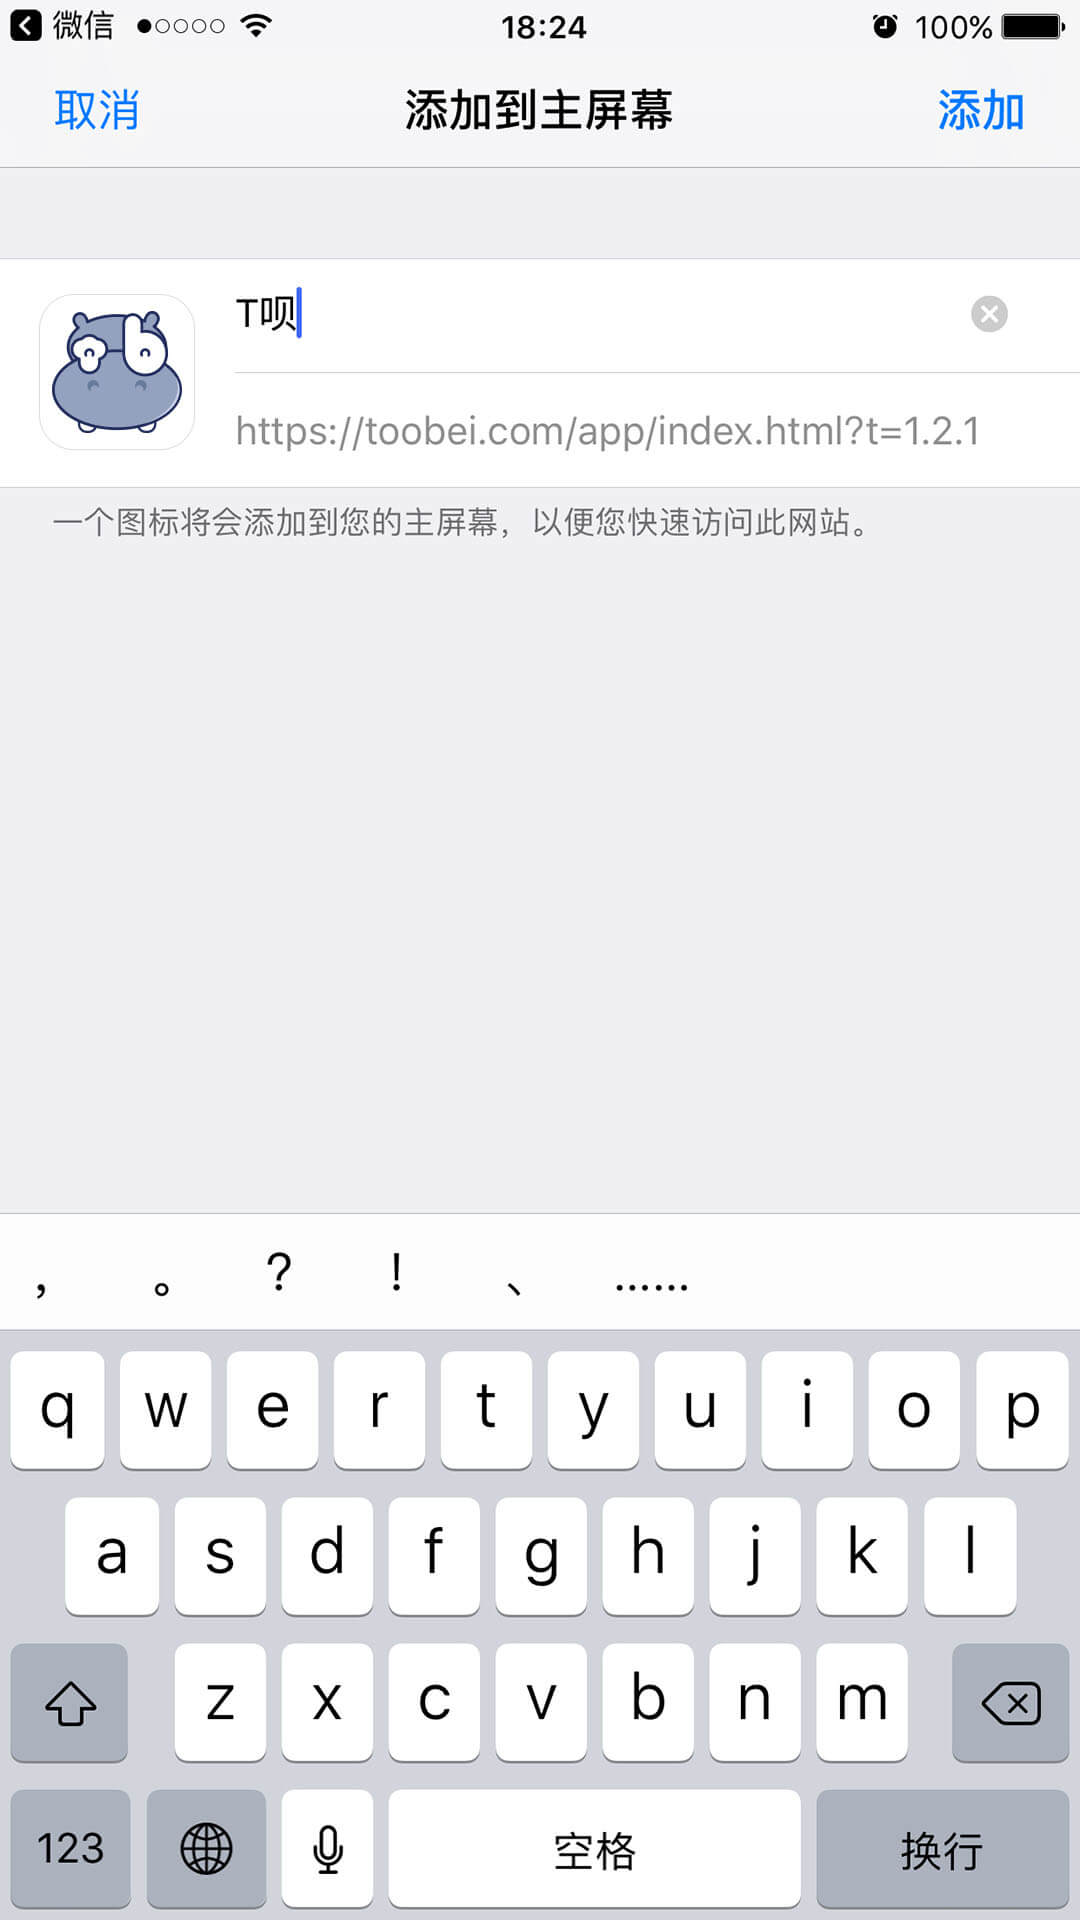 微信 18:24 100%
取消 添加到主屏幕 添加
T呗
https://toobei.com/app/index.html?t=1.2.1
一个图标将会添加到您的主屏幕，以便您快速访问此网站。
， 。 ？ ！ 、 ……
q w e r t y u i o p
a s d f g h j k l
z x c v b n m
123 空格 换行